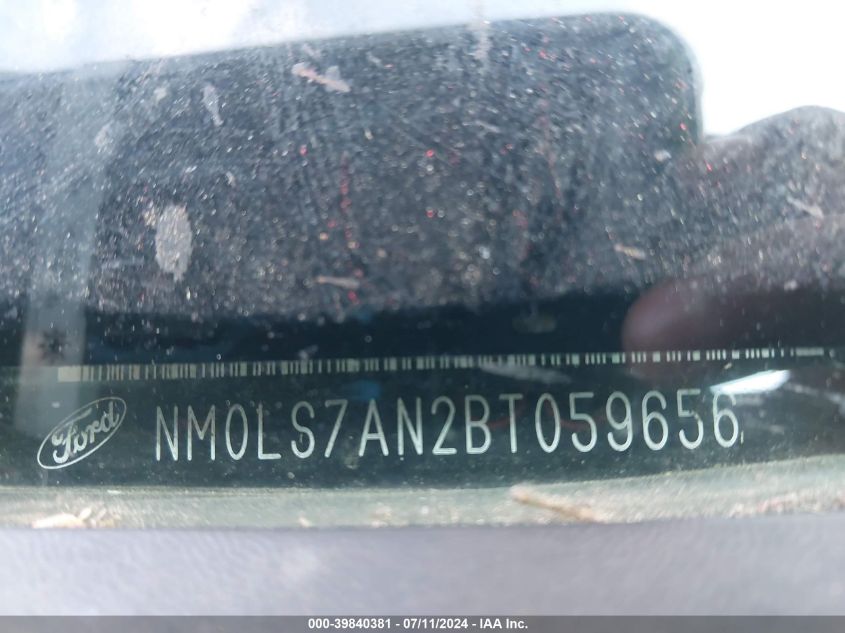 Ford NM0LS7AN2BT059656
000-39840381 - 07/11/2024 - IAA Inc.